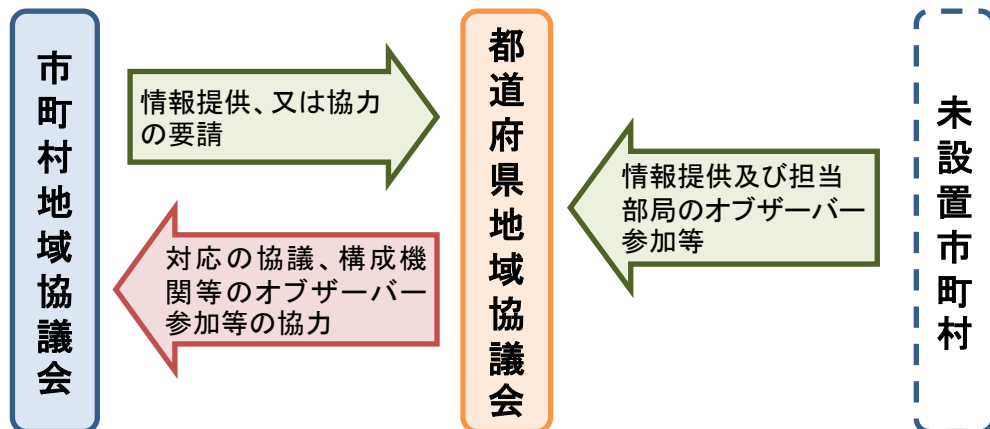 市町村地域協議会
情報提供、又は協力
の要請
対応の協議、構成機
関等のオブザーバー
参加等の協力
都道府県地域協議会
情報提供及び担当
部局のオブザーバー
参加等
未設置市町村